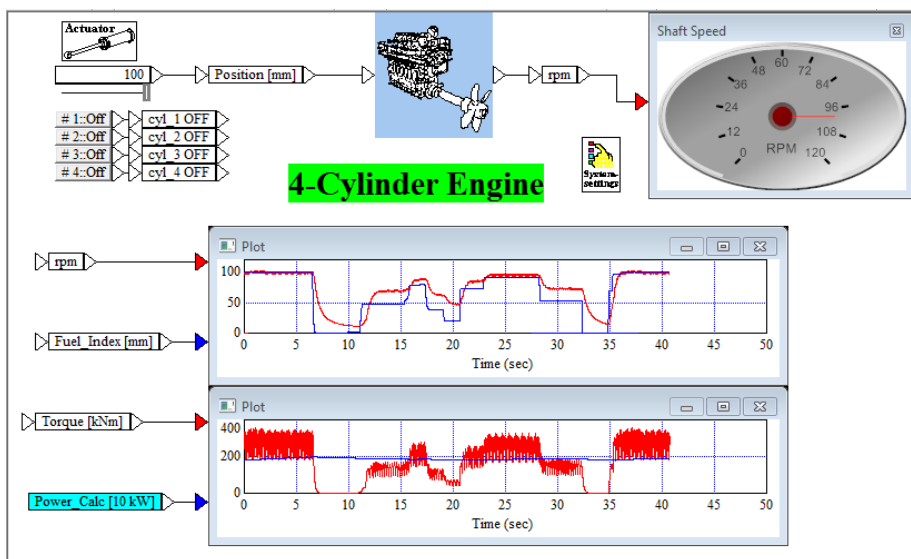 Actuator
100
Position [mm]
rpm
# 1::Off
cyl_1 OFF
# 2::Off
cyl_2 OFF
# 3::Off
cyl_3 OFF
# 4::Off
cyl_4 OFF
4-Cylinder Engine
System-
settings
Shaft Speed
0
12
24
36
48
60
72
84
96
108
120
RPM
rpm
Fuel_Index [mm]
Plot
100
50
0
0
5
10
15
20
25
30
35
40
45
50
Time (sec)
Torque [kNm]
Power_Calc [10 kW]
Plot
400
200
0
0
5
10
15
20
25
30
35
40
45
50
Time (sec)